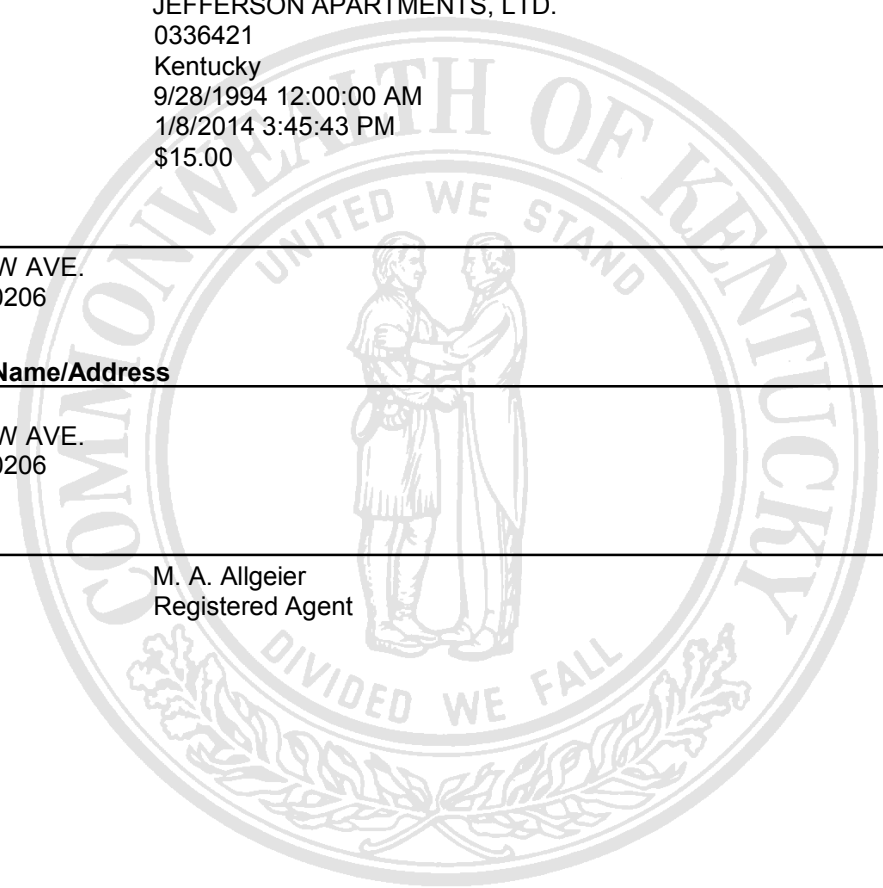 JEFFERSON APARTMENTS, LTD.
0336421
Kentucky
9/28/1994 12:00:00 AM
1/8/2014 3:45:43 PM
$15.00
W AVE.
0206
Name/Address
W AVE.
0206
M. A. Allgeier
Registered Agent
COMMONWEALTH OF KENTUCKY
UNITED WE STAND
DIVIDED WE FALL